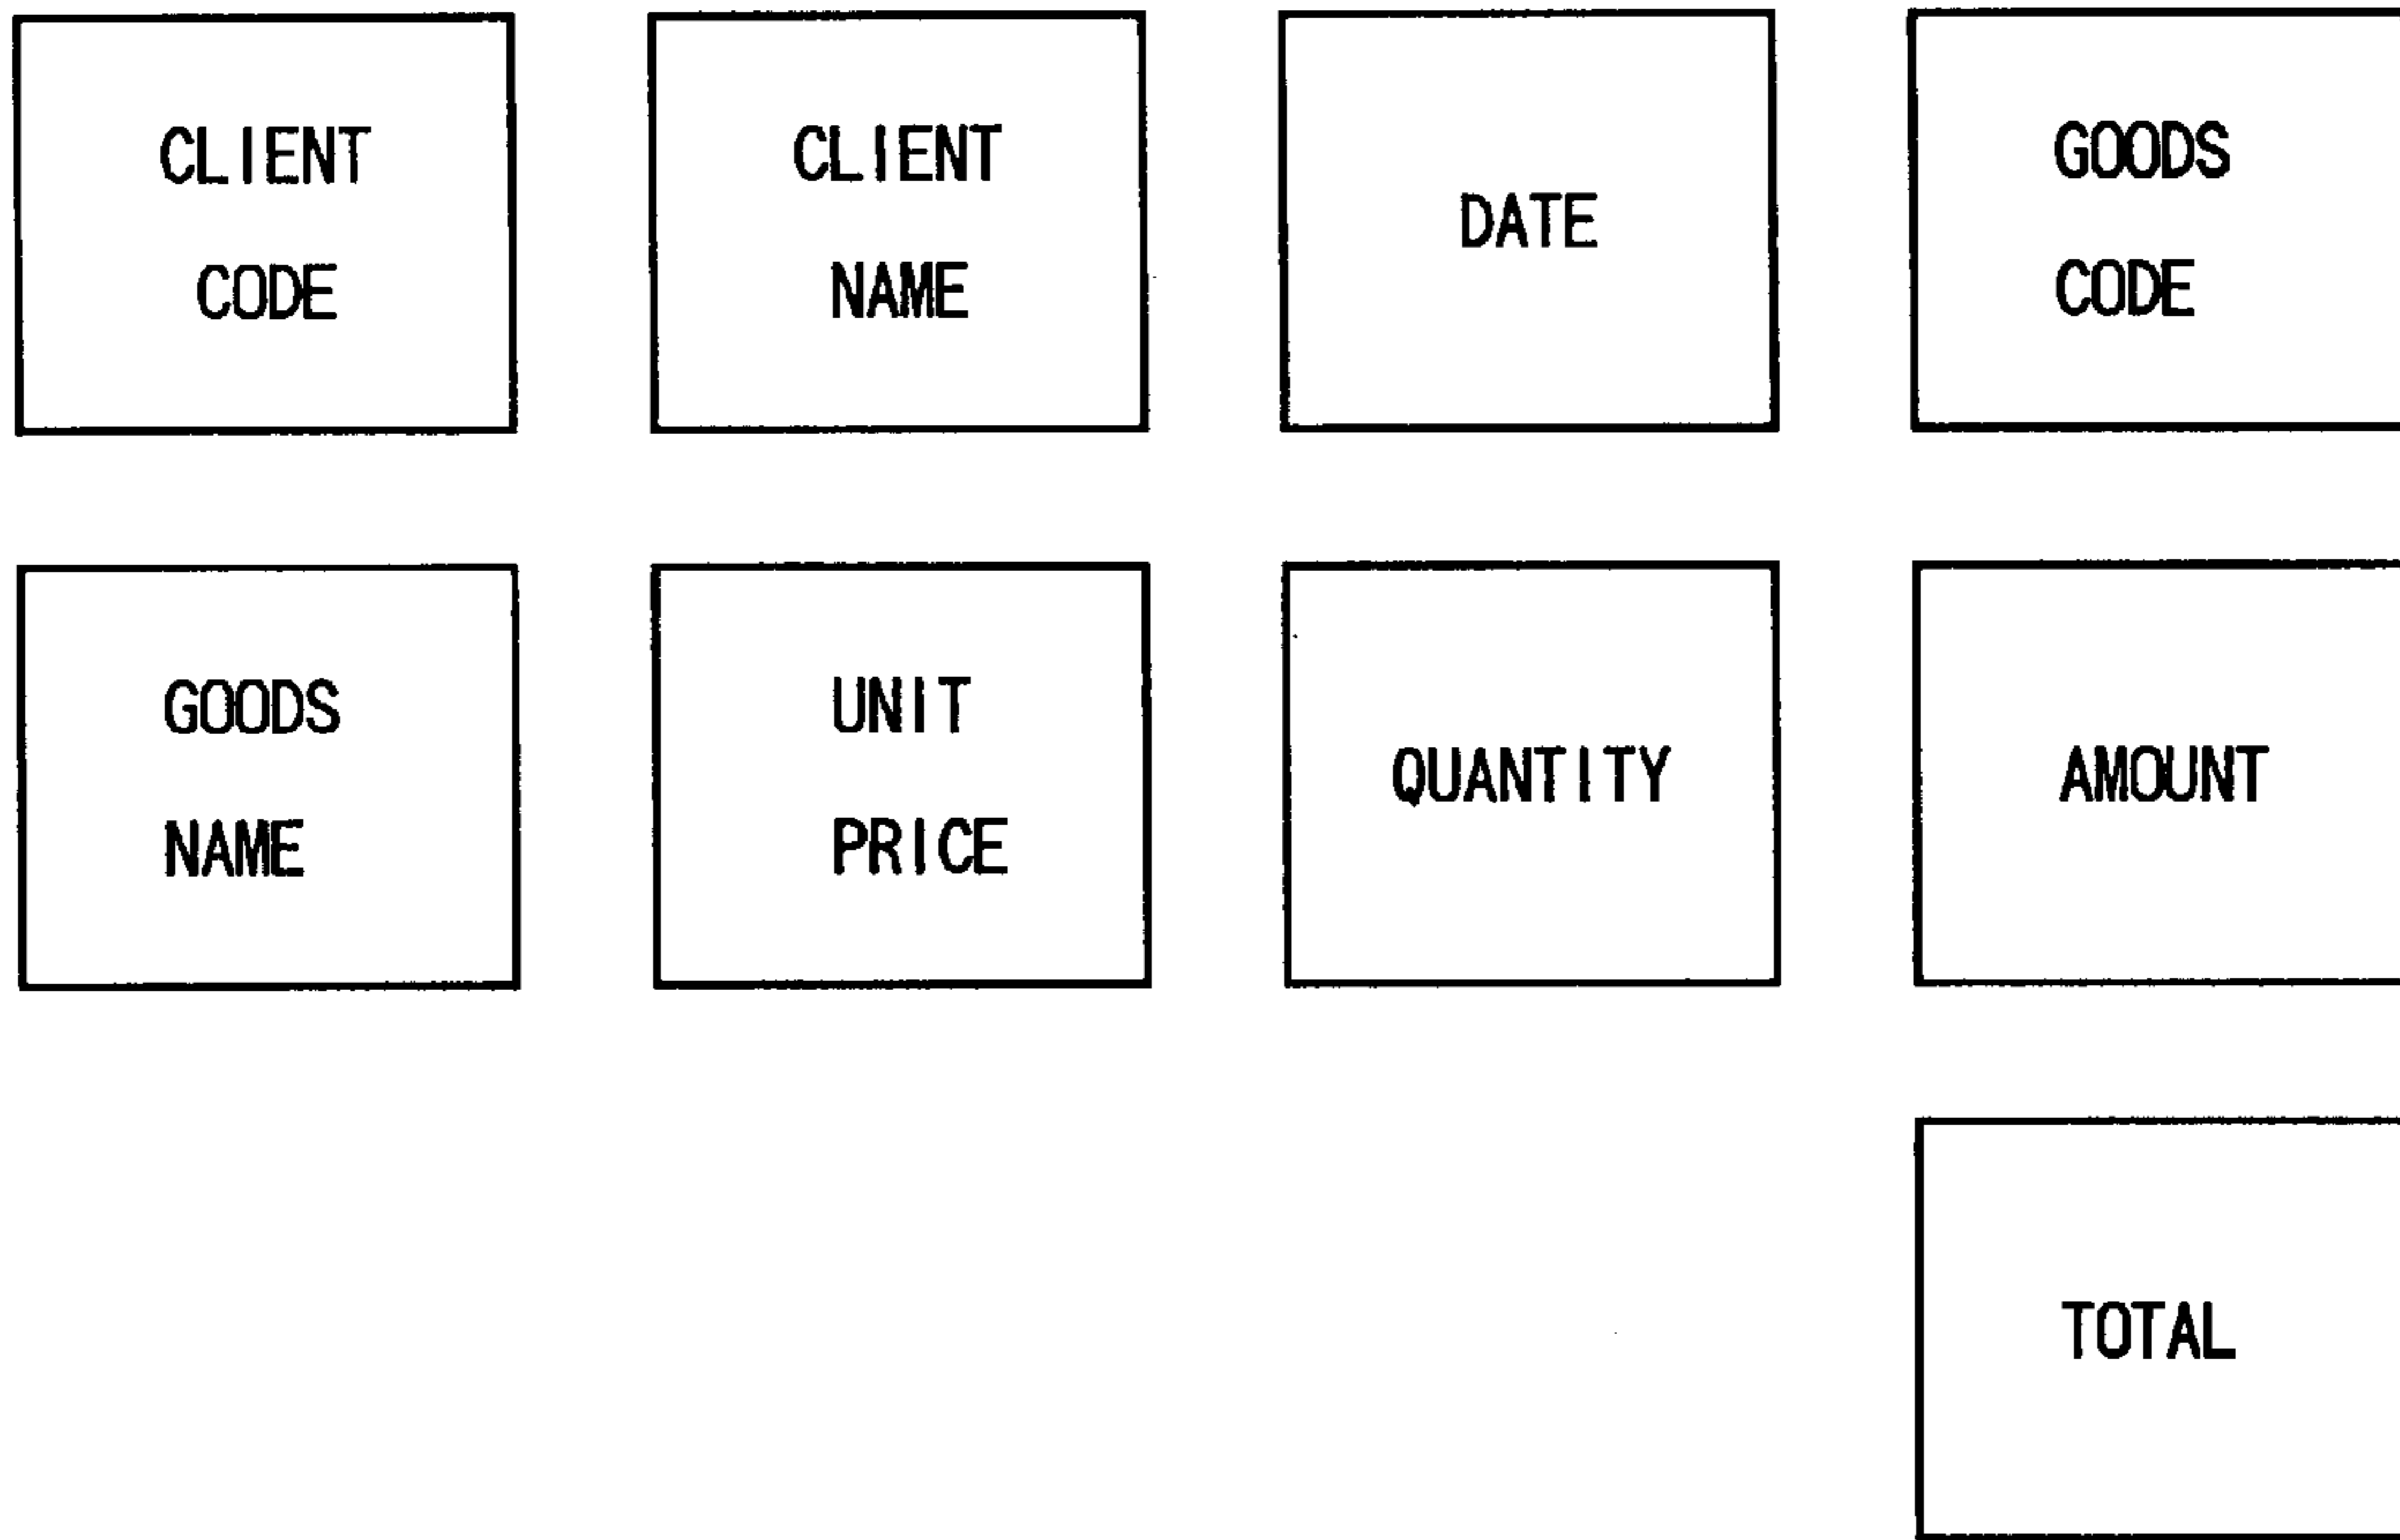 CLIENT
CODE
CLIENT
NAME
DATE
GOODS
CODE
GOODS
NAME
UNIT
PRICE
QUANTITY
AMOUNT
TOTAL